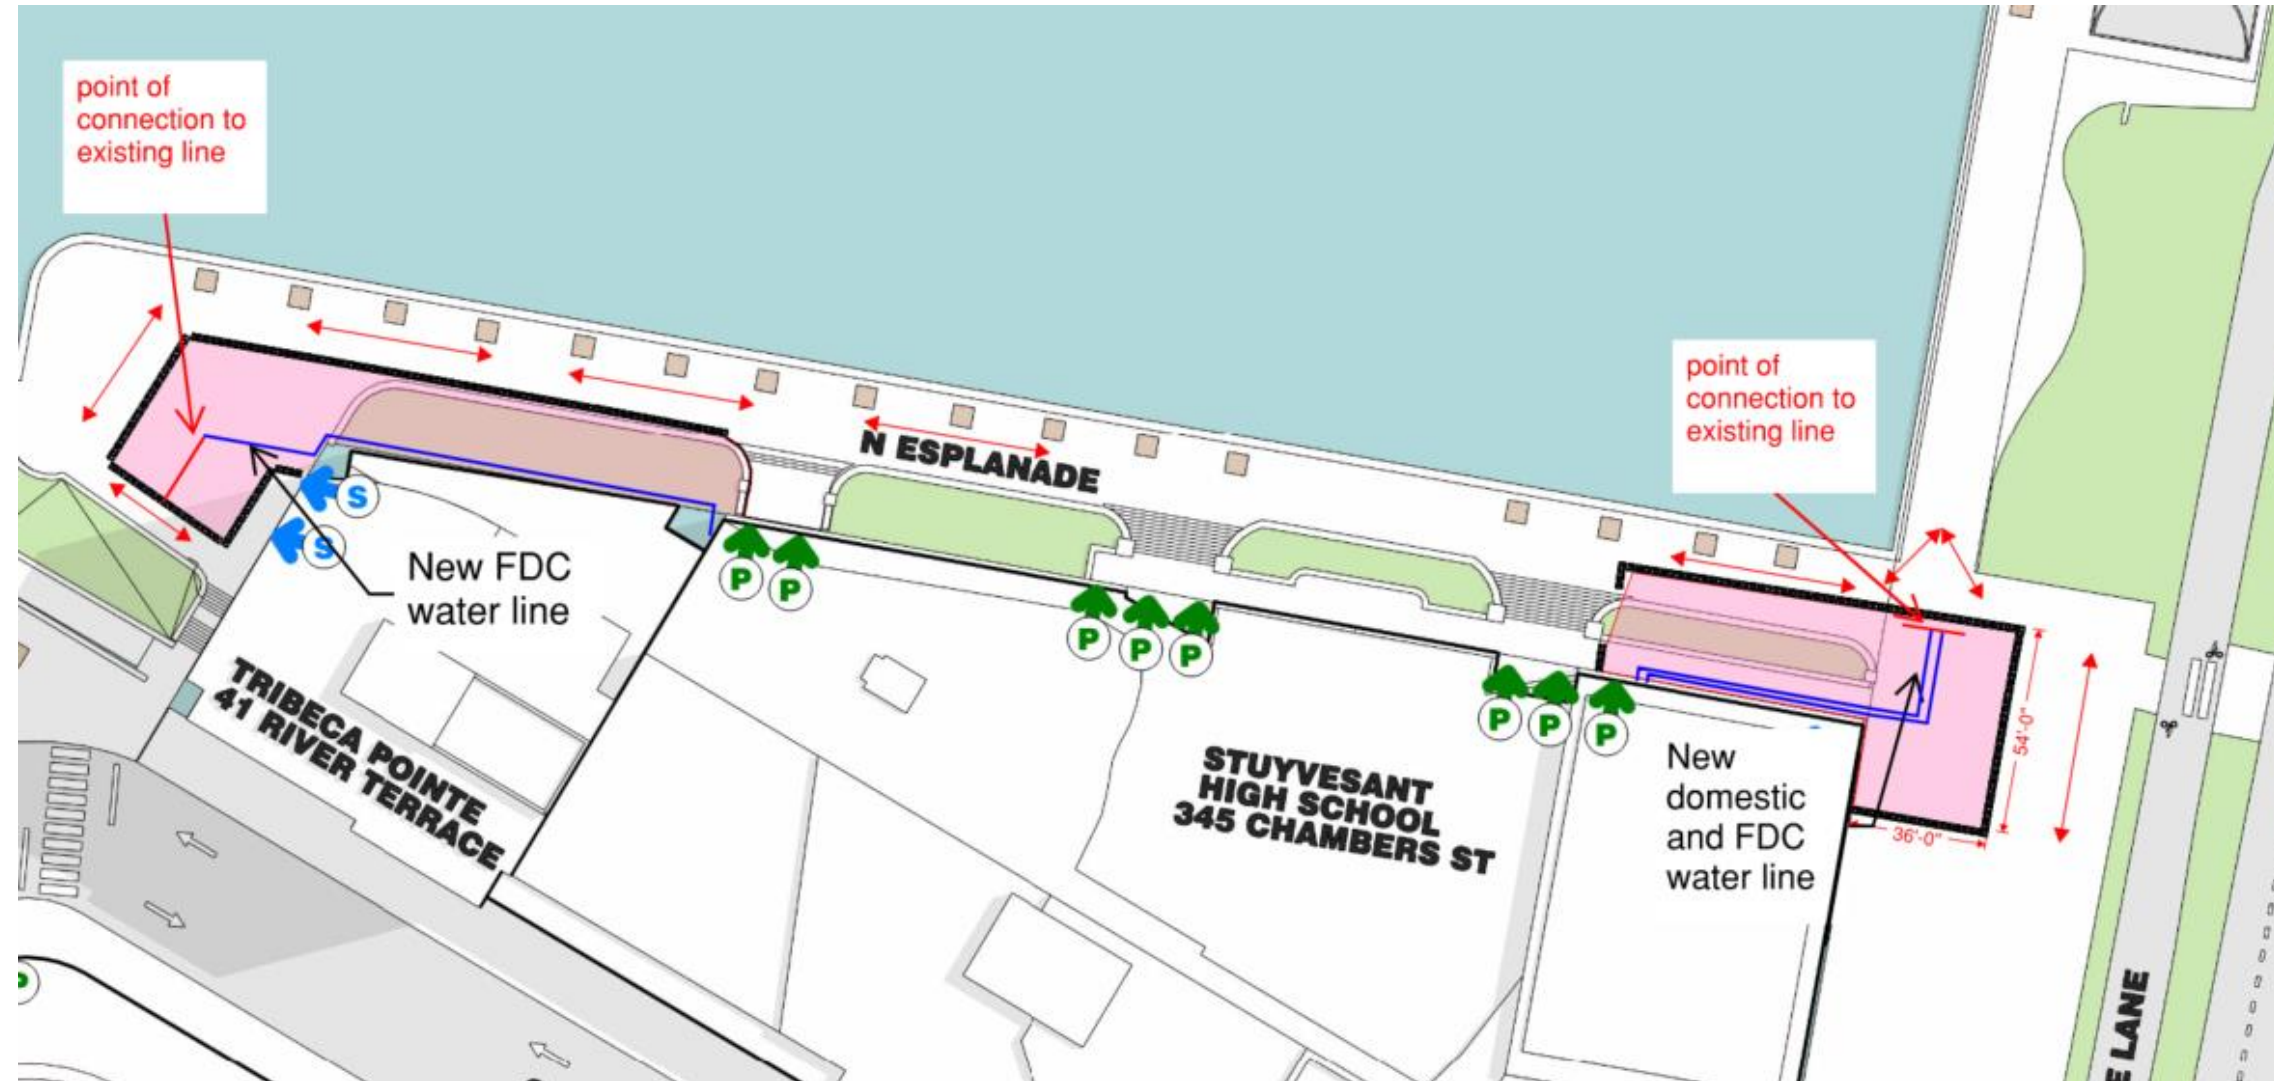 point of
connection to
existing line
N ESPLANADE
point of
connection to
existing line
S
S
New FDC
water line
P
P
P
P
P
P
P
P
TRIBECA POINTE
41 RIVER TERRACE
STUYVESANT
HIGH SCHOOL
345 CHAMBERS ST
New
domestic
and FDC
water line
54'-0"
36'-0"
P
E LANE